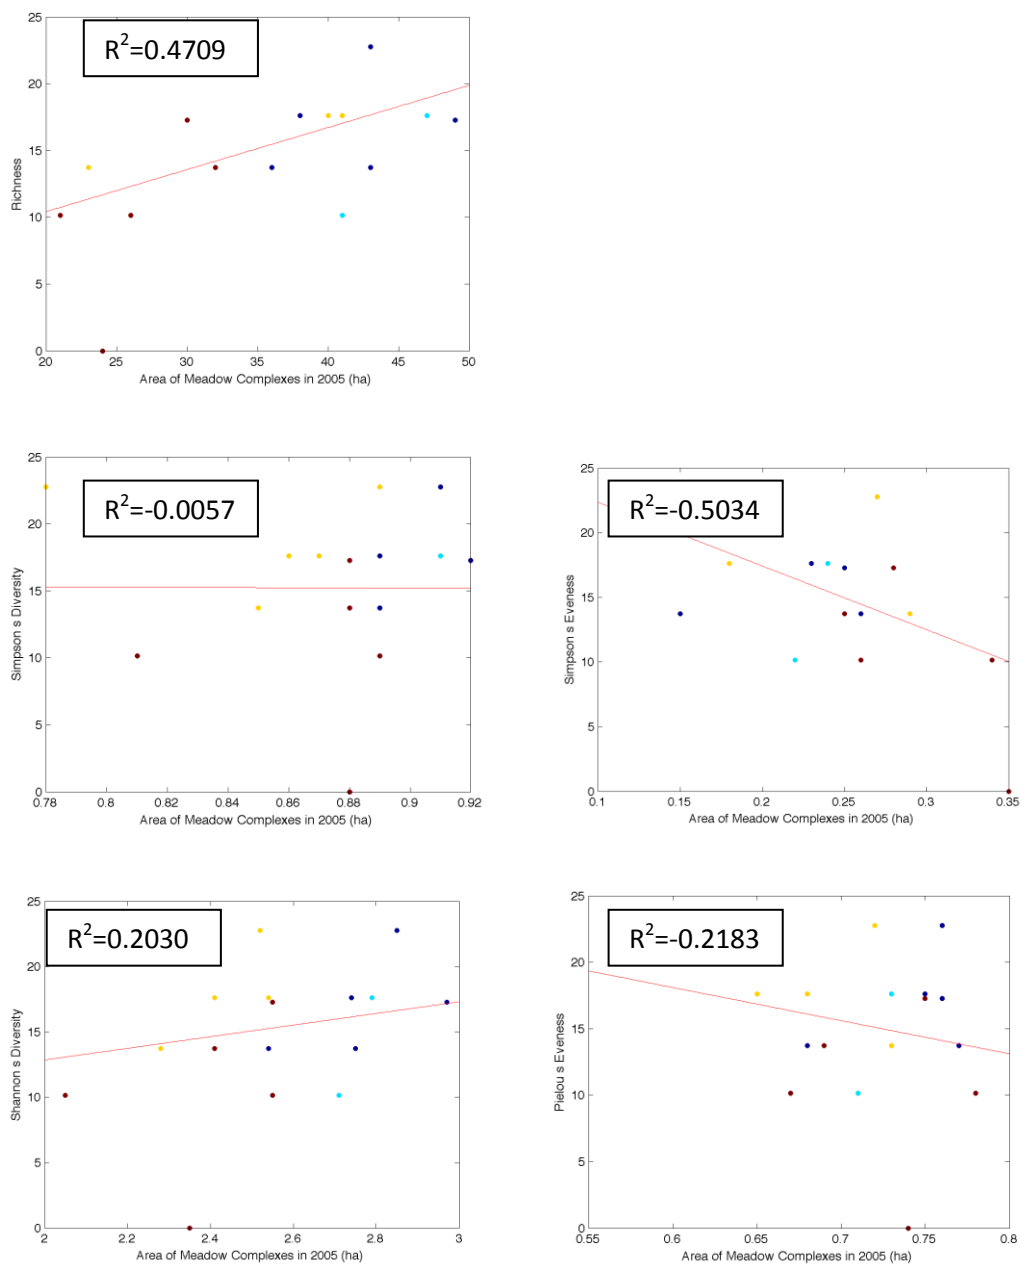 R²=0.4709
25
20
15
10
5
0
Richness
20 25 30 35 40 45 50
Area of Meadow Complexes in 2005 (ha)
R²=-0.0057
25
20
15
10
5
0
Simpson s Diversity
0.78 0.8 0.82 0.84 0.86 0.88 0.9 0.92
Area of Meadow Complexes in 2005 (ha)
R²=-0.5034
25
20
15
10
5
0
Simpson s Eveness
0.1 0.15 0.2 0.25 0.3 0.35
Area of Meadow Complexes in 2005 (ha)
R²=0.2030
25
20
15
10
5
0
Shannon s Diversity
2 2.2 2.4 2.6 2.8 3
Area of Meadow Complexes in 2005 (ha)
R²=-0.2183
25
20
15
10
5
0
Pielou s Eveness
0.55 0.6 0.65 0.7 0.75 0.8
Area of Meadow Complexes in 2005 (ha)